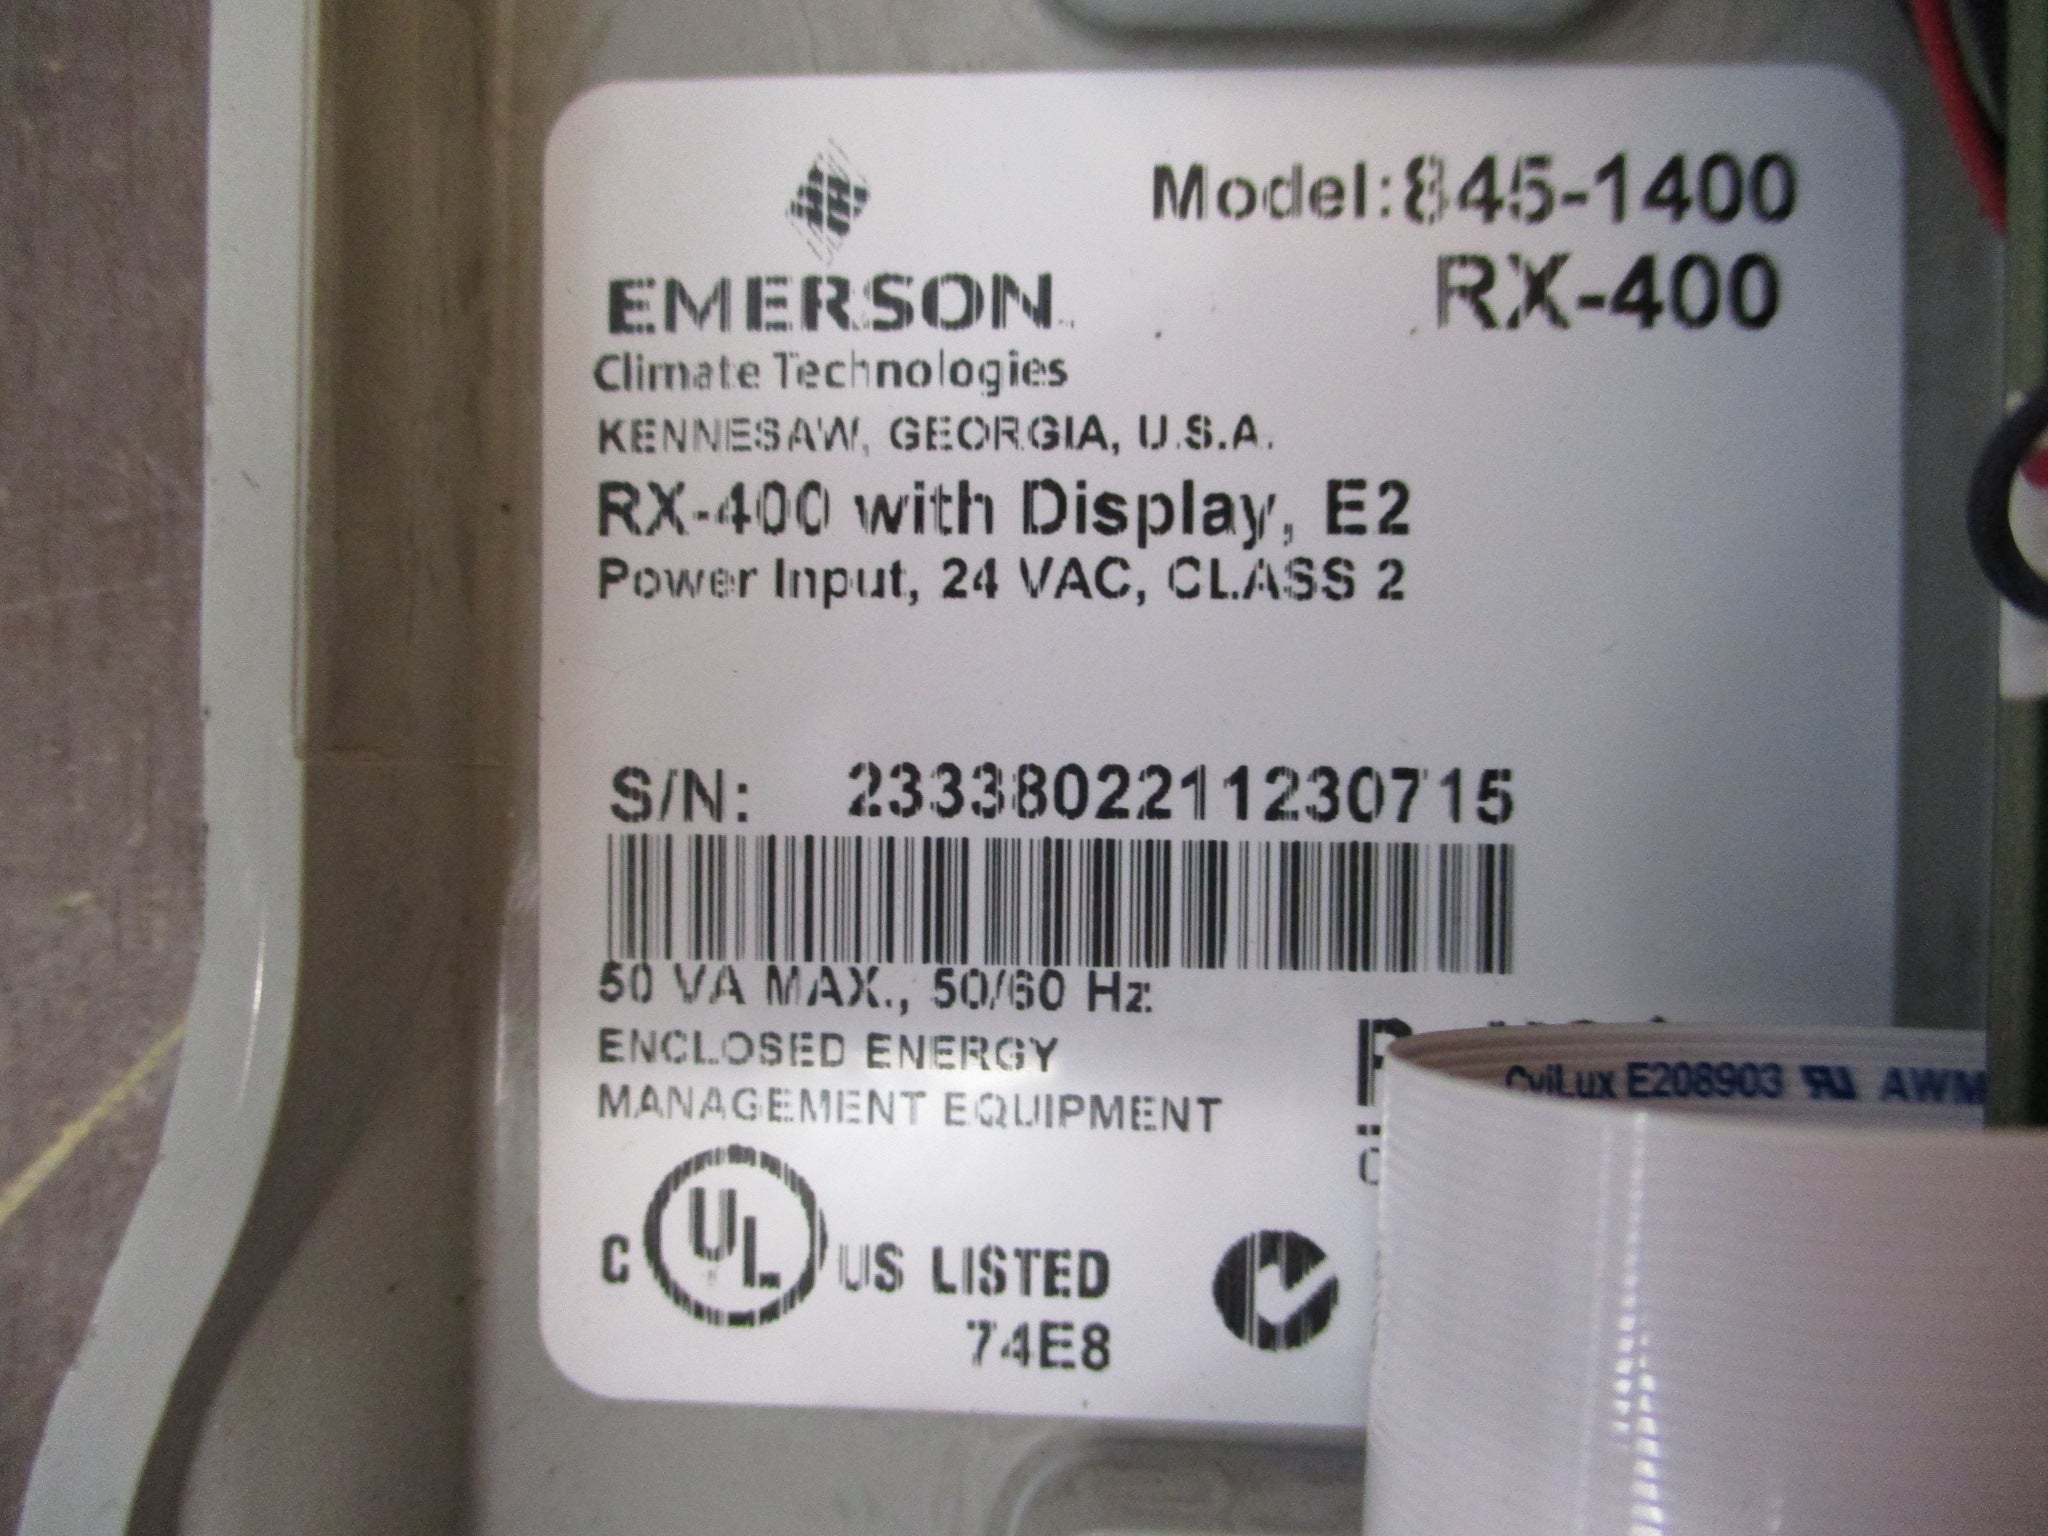 Model:845-1400
RX-400
EMERSON
Climate Technologies
KENNESAW, GEORGIA, U.S.A.
RX-400 with Display, E2
Power Input, 24 VAC, CLASS 2
S/N: 2333802211230715
50 VA MAX., 50/60 Hz
ENCLOSED ENERGY
MANAGEMENT EQUIPMENT
CviLux E208903 AWM
C UL US LISTED
74E8